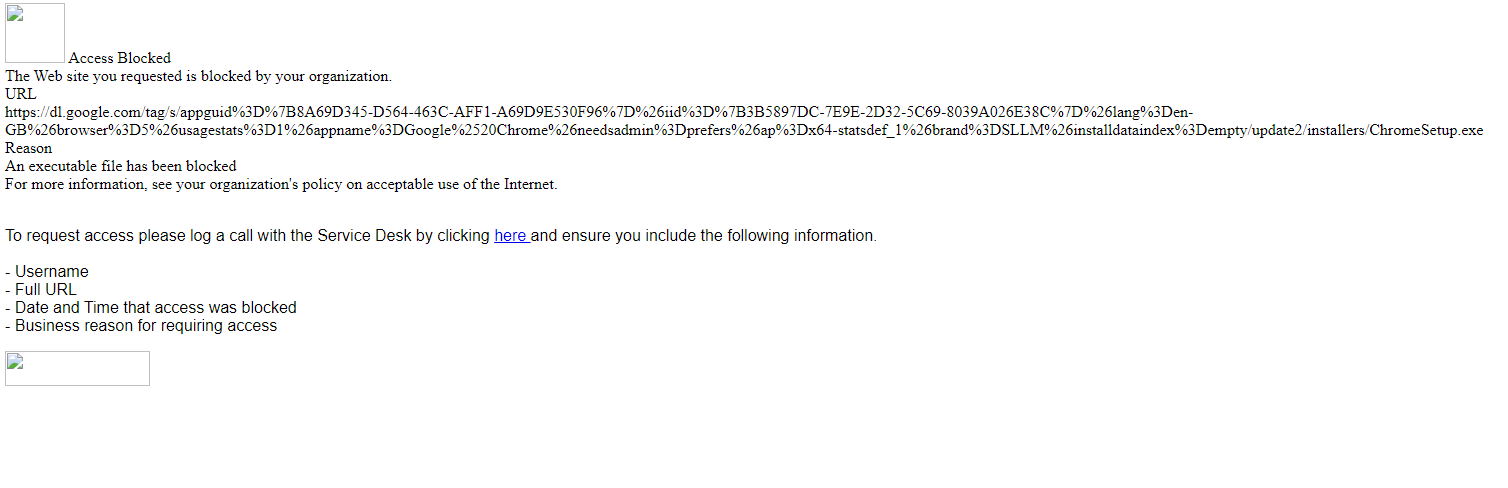 Access Blocked
The Web site you requested is blocked by your organization.
URL
https://dl.google.com/tag/s/appguid%3D%7B8A69D345-D564-463C-AFF1-A69D9E530F96%7D%26iid%3D%7B3B5897DC-7E9E-2D32-5C69-8039A026E38C%7D%26lang%3Den-
GB%26browser%3D5%26usagestats%3D1%26appname%3DGoogle%2520Chrome%26needsadmin%3Dprefers%26ap%3Dx64-statsdef_1%26brand%3DSLLM%26installdataindex%3Dempty/update2/installers/ChromeSetup.exe
Reason
An executable file has been blocked
For more information, see your organization's policy on acceptable use of the Internet.
To request access please log a call with the Service Desk by clicking here and ensure you include the following information.
- Username
- Full URL
- Date and Time that access was blocked
- Business reason for requiring access